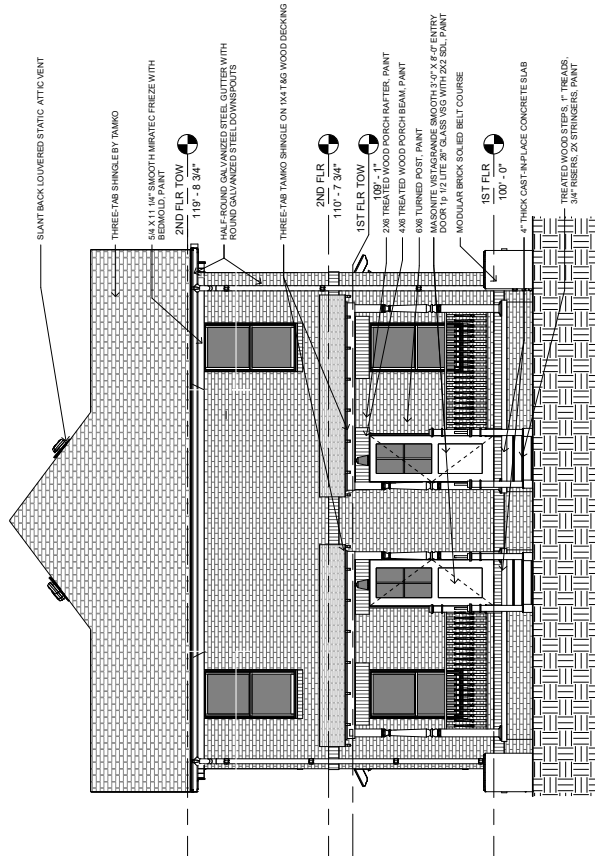 SLANT BACK LOUVERED STATIC ATTIC VENT
THREE-TAB SHINGLE BY TAMKO
5/4 X 11 1/4" SMOOTH MIRATEC FRIEZE WITH
BEDMOLD, PAINT
2ND FLR TOW
119' - 8 3/4"
HALF-ROUND GALVANIZED STEEL GUTTER WITH
ROUND GALVANIZED STEEL DOWNSPOUTS
THREE-TAB TAMKO SHINGLE ON 1X4 T&G WOOD DECKING
2ND FLR
110' - 7 3/4"
1ST FLR TOW
109' - 1"
2X6 TREATED WOOD PORCH RAFTER, PAINT
4X6 TREATED WOOD PORCH BEAM, PAINT
6X6 TURNED POST, PAINT
MASONITE VISTAGRANDE SMOOTH 3'-0" X 8'-0" ENTRY
DOOR 1p 1/2 LITE 26" GLASS VSG WITH 2X2 SDL, PAINT
MODULAR BRICK SOLIED BELT COURSE
1ST FLR
100' - 0"
4" THICK CAST-IN-PLACE CONCRETE SLAB
TREATED WOOD STEPS, 1" TREADS,
3/4" RISERS, 2X STRINGERS, PAINT